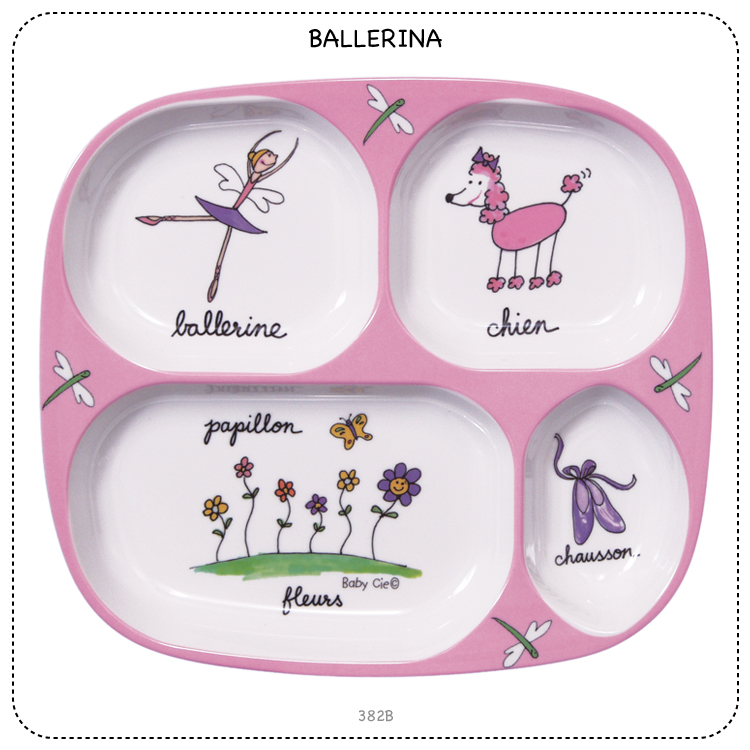 BALLERINA
ballerine
chien
papillon
chausson.
Baby Cie©
fleurs
382B